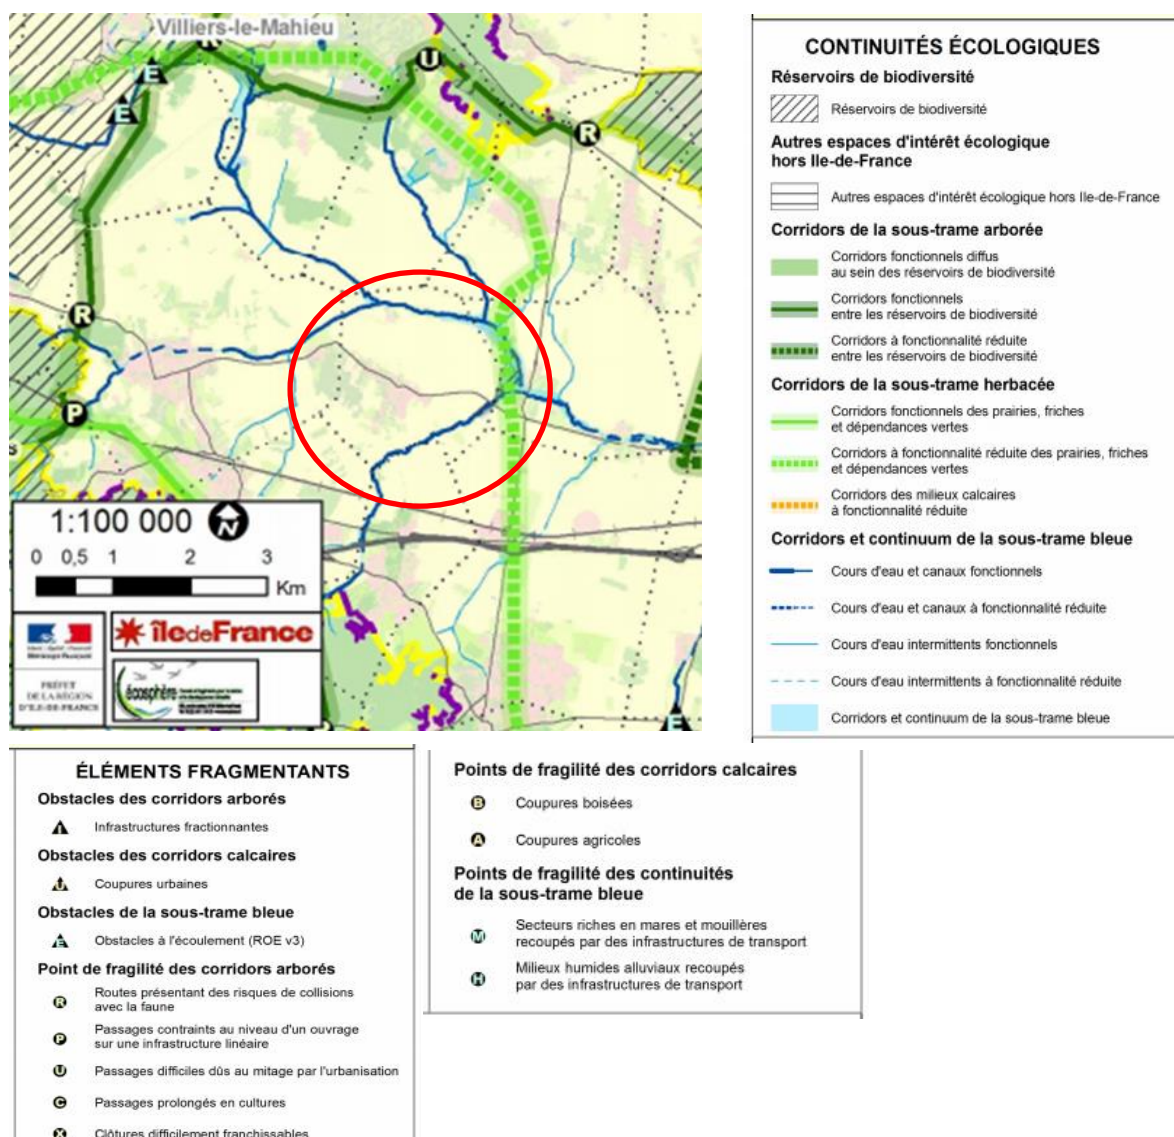 Villiers-le-Mahieu
R
E
E
U
R
R
P
S
1:100 000 N
0 0,5 1 2 3
Km
îledeFrance
PRÉFET
DE LA RÉGION
D'ILE-DE-FRANCE
écosphère
E
CONTINUITÉS ÉCOLOGIQUES
Réservoirs de biodiversité
Réservoirs de biodiversité
Autres espaces d'intérêt écologique
hors Ile-de-France
Autres espaces d'intérêt écologique hors Ile-de-France
Corridors de la sous-trame arborée
Corridors fonctionnels diffus
au sein des réservoirs de biodiversité
Corridors fonctionnels
entre les réservoirs de biodiversité
Corridors à fonctionnalité réduite
entre les réservoirs de biodiversité
Corridors de la sous-trame herbacée
Corridors fonctionnels des prairies, friches
et dépendances vertes
Corridors à fonctionnalité réduite des prairies, friches
et dépendances vertes
Corridors des milieux calcaires
à fonctionnalité réduite
Corridors et continuum de la sous-trame bleue
Cours d'eau et canaux fonctionnels
Cours d'eau et canaux à fonctionnalité réduite
Cours d'eau intermittents fonctionnels
Cours d'eau intermittents à fonctionnalité réduite
Corridors et continuum de la sous-trame bleue
ÉLÉMENTS FRAGMENTANTS
Obstacles des corridors arborés
I Infrastructures fractionnantes
Obstacles des corridors calcaires
U Coupures urbaines
Obstacles de la sous-trame bleue
E Obstacles à l'écoulement (ROE v3)
Point de fragilité des corridors arborés
R Routes présentant des risques de collisions
avec la faune
P Passages contraints au niveau d'un ouvrage
sur une infrastructure linéaire
U Passages difficiles dûs au mitage par l'urbanisation
C Passages prolongés en cultures
X Clôtures difficilement franchissables
Points de fragilité des corridors calcaires
B Coupures boisées
A Coupures agricoles
Points de fragilité des continuités
de la sous-trame bleue
M Secteurs riches en mares et mouillères
recoupés par des infrastructures de transport
H Milieux humides alluviaux recoupés
par des infrastructures de transport